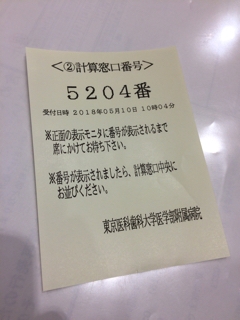 ＜②計算窓口番号＞
５２０４番
受付日時 2018年05月10日 10時04分
※正面の表示モニタに番号が表示されるまで
席にかけてお待ち下さい。
※番号が表示されましたら、計算窓口中央に
お並びください。
東京医科歯科大学医学部附属病院